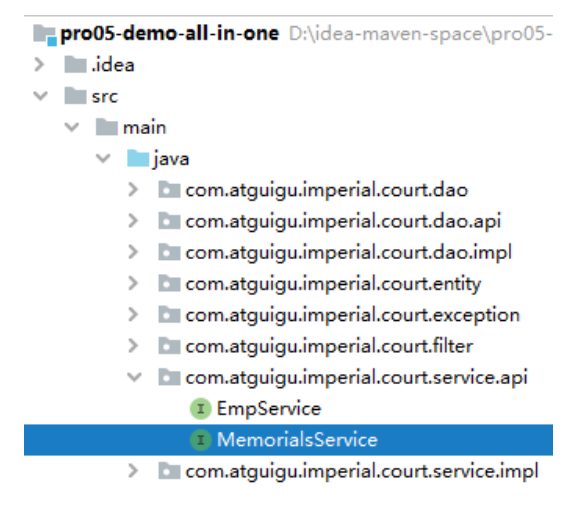 pro05-demo-all-in-one D:\idea-maven-space\pro05-
.idea
src
main
java
com.atguigu.imperial.court.dao
com.atguigu.imperial.court.dao.api
com.atguigu.imperial.court.dao.impl
com.atguigu.imperial.court.entity
com.atguigu.imperial.court.exception
com.atguigu.imperial.court.filter
com.atguigu.imperial.court.service.api
I EmpService
I MemorialsService
com.atguigu.imperial.court.service.impl